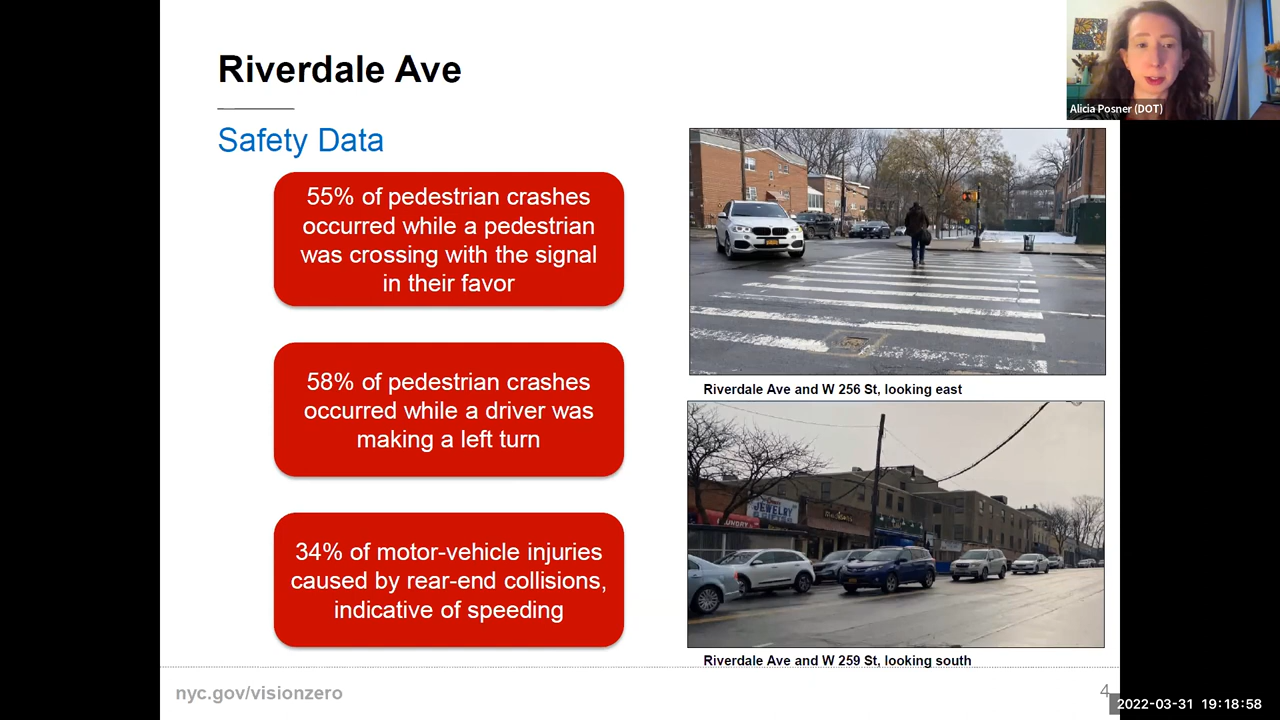 Riverdale Ave
Safety Data
55% of pedestrian crashes
occurred while a pedestrian
was crossing with the signal
in their favor
58% of pedestrian crashes
occurred while a driver was
making a left turn
34% of motor-vehicle injuries
caused by rear-end collisions,
indicative of speeding
Alicia Posner (DOT)
Riverdale Ave and W 256 St, looking east
JEWELRY
Riverdale Ave and W 259 St, looking south
nyc.gov/visionzero
4
2022-03-31 19:18:58